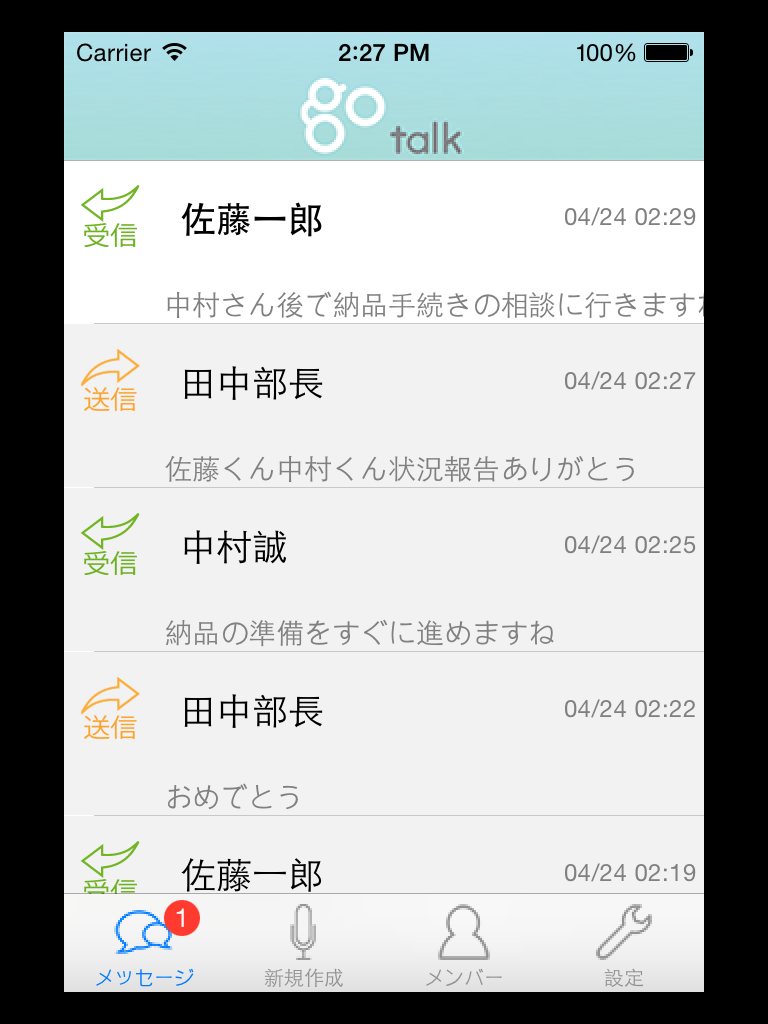 Carrier 2:27 PM 100%
go talk
佐藤一郎 04/24 02:29
受信
中村さん後で納品手続きの相談に行きます
田中部長 04/24 02:27
送信
佐藤くん中村くん状況報告ありがとう
中村誠 04/24 02:25
受信
納品の準備をすぐに進めますね
田中部長 04/24 02:22
送信
おめでとう
佐藤一郎 04/24 02:19
受信
1
メッセージ 新規作成 メンバー 設定